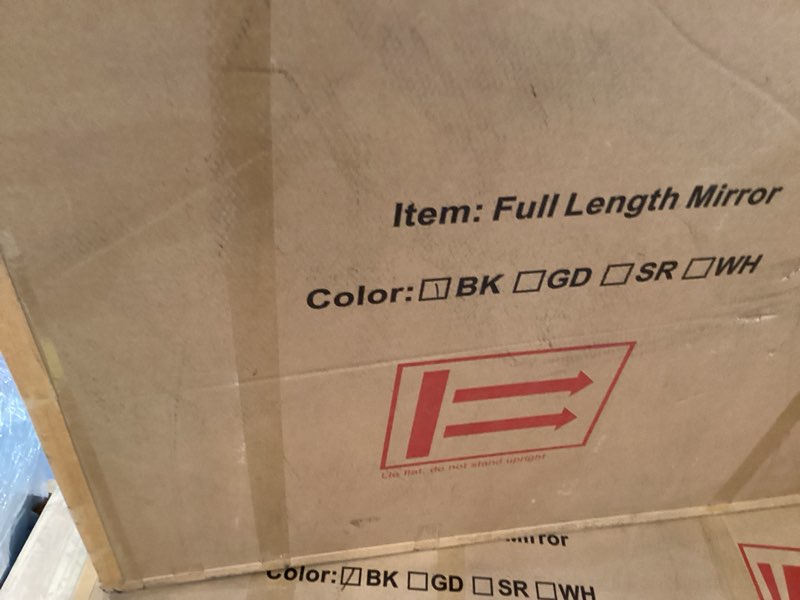 Item: Full Length Mirror
Color: ☑BK ☐GD ☐SR ☐WH
Lie flat, do not stand upright
Mirror
Color: ☑BK ☐GD ☐SR ☐WH